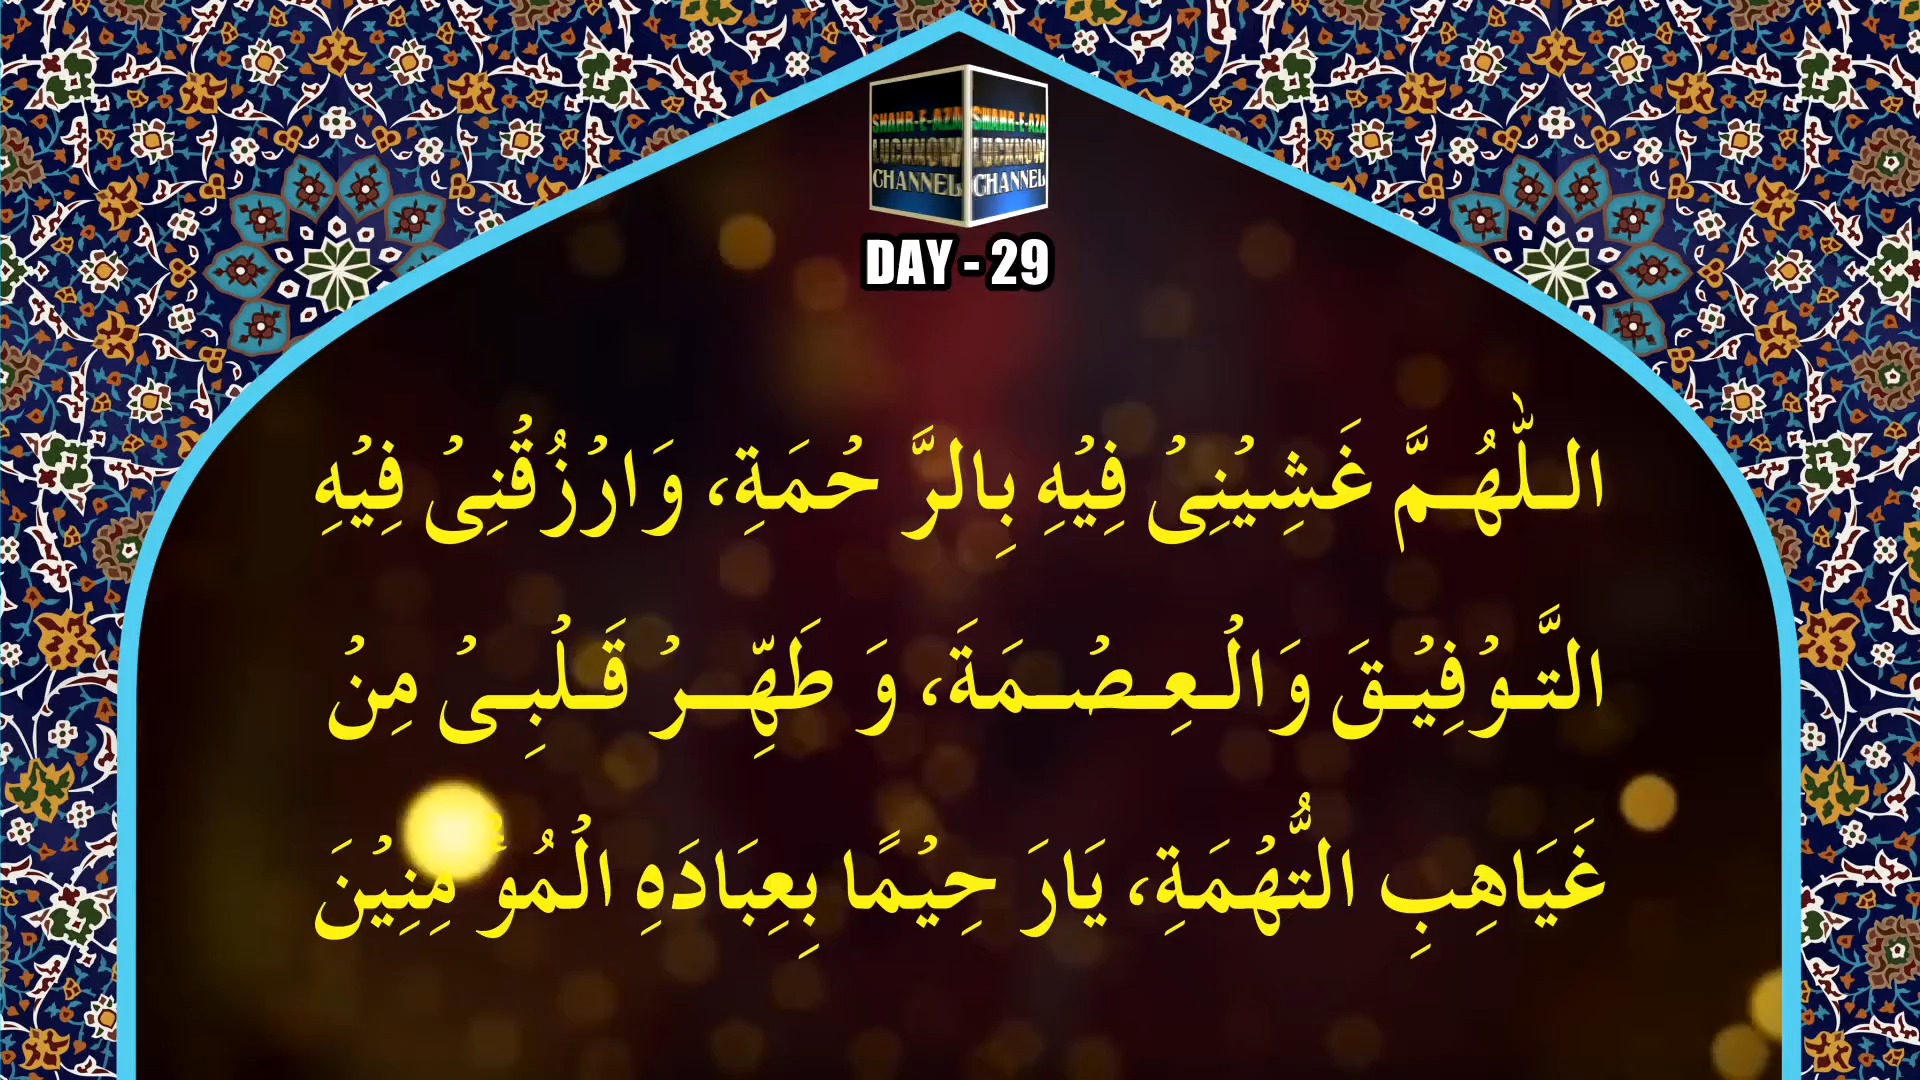 SHAHR-E-AZA SHAHR-E-AZA
LUCKNOW LUCKNOW
CHANNEL CHANNEL
DAY - 29
اللّٰهُمَّ غَشِيْنِيْ فِيْهِ بِالرَّ حْمَةِ، وَارْزُقْنِيْ فِيْهِ
التَّوْفِيْقَ وَالْعِصْمَةَ، وَ طَهِّرْ قَلْبِيْ مِنْ
غَيَاهِبِ التُّهْمَةِ، يَارَ حِيْمًا بِعِبَادَهِ الْمُؤْ مِنِيْنَ